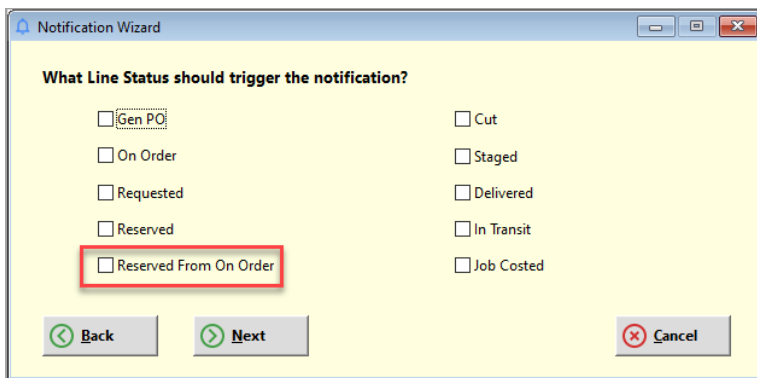 Notification Wizard
What Line Status should trigger the notification?
Gen PO
On Order
Requested
Reserved
Reserved From On Order
Cut
Staged
Delivered
In Transit
Job Costed
Back
Next
Cancel